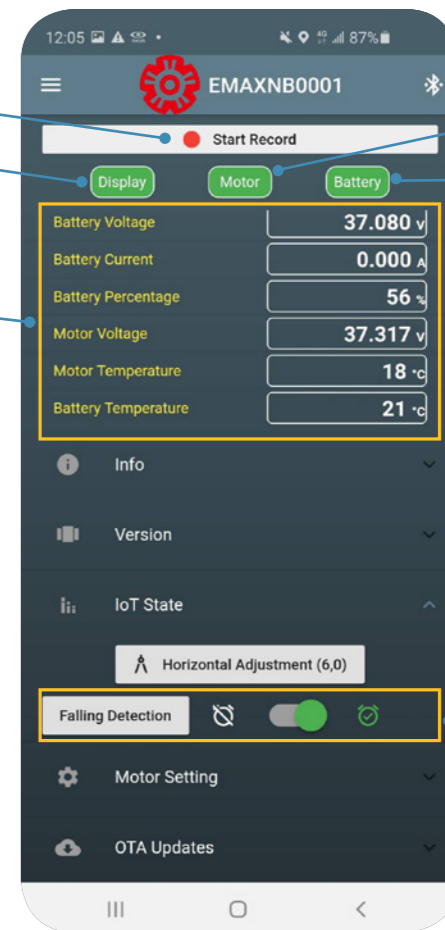 12:05
87%
EMAXNB0001
Start Record
Display Motor Battery
Battery Voltage 37.080 v
Battery Current 0.000 A
Battery Percentage 56 %
Motor Voltage 37.317 v
Motor Temperature 18 °C
Battery Temperature 21 °C
Info
Version
IoT State
Horizontal Adjustment (6,0)
Falling Detection
Motor Setting
OTA Updates